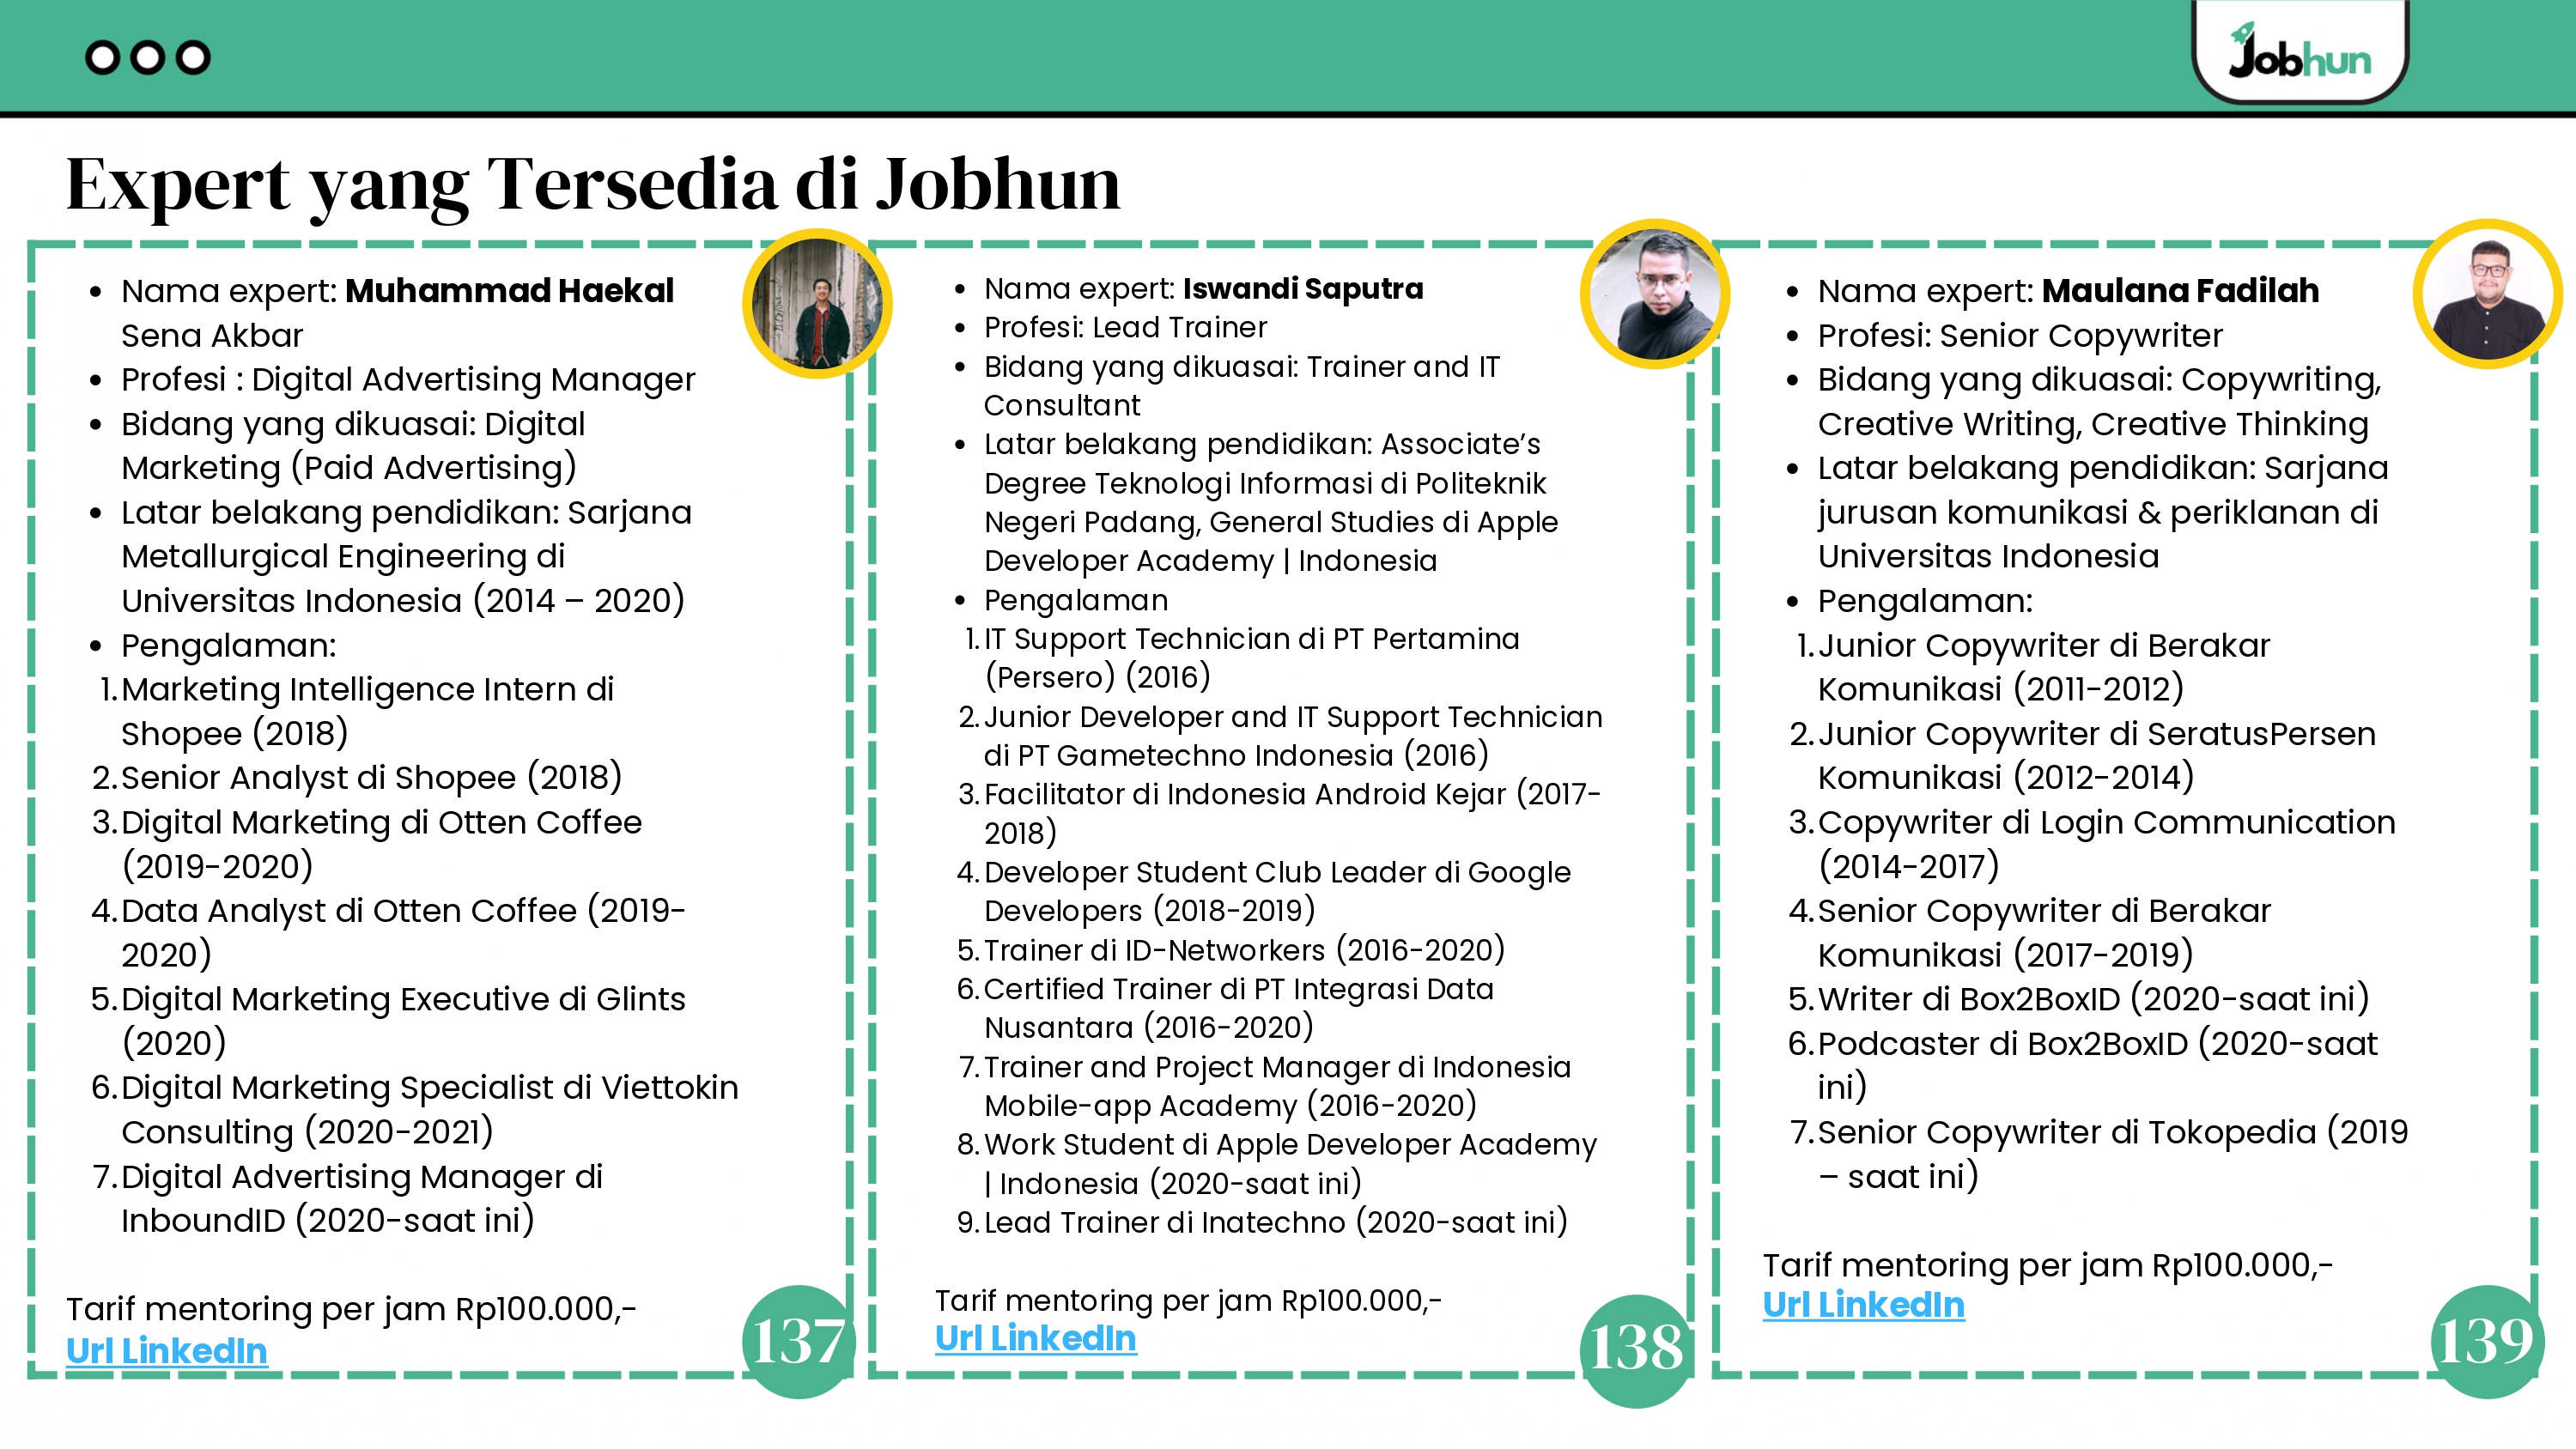 Jobhun
Expert yang Tersedia di Jobhun
Nama expert: Muhammad Haekal
Sena Akbar
Profesi : Digital Advertising Manager
Bidang yang dikuasai: Digital
Marketing (Paid Advertising)
Latar belakang pendidikan: Sarjana
Metallurgical Engineering di
Universitas Indonesia (2014 – 2020)
Pengalaman:
1. Marketing Intelligence Intern di
Shopee (2018)
2. Senior Analyst di Shopee (2018)
3. Digital Marketing di Otten Coffee
(2019-2020)
4. Data Analyst di Otten Coffee (2019-
2020)
5. Digital Marketing Executive di Glints
(2020)
6. Digital Marketing Specialist di Viettokin
Consulting (2020-2021)
7. Digital Advertising Manager di
InboundID (2020-saat ini)
Tarif mentoring per jam Rp100.000,-
Url LinkedIn
137
Nama expert: Iswandi Saputra
Profesi: Lead Trainer
Bidang yang dikuasai: Trainer and IT
Consultant
Latar belakang pendidikan: Associate’s
Degree Teknologi Informasi di Politeknik
Negeri Padang, General Studies di Apple
Developer Academy | Indonesia
Pengalaman
1. IT Support Technician di PT Pertamina
(Persero) (2016)
2. Junior Developer and IT Support Technician
di PT Gametechno Indonesia (2016)
3. Facilitator di Indonesia Android Kejar (2017-
2018)
4. Developer Student Club Leader di Google
Developers (2018-2019)
5. Trainer di ID-Networkers (2016-2020)
6. Certified Trainer di PT Integrasi Data
Nusantara (2016-2020)
7. Trainer and Project Manager di Indonesia
Mobile-app Academy (2016-2020)
8. Work Student di Apple Developer Academy
| Indonesia (2020-saat ini)
9. Lead Trainer di Inatechno (2020-saat ini)
Tarif mentoring per jam Rp100.000,-
Url LinkedIn
138
Nama expert: Maulana Fadilah
Profesi: Senior Copywriter
Bidang yang dikuasai: Copywriting,
Creative Writing, Creative Thinking
Latar belakang pendidikan: Sarjana
jurusan komunikasi & periklanan di
Universitas Indonesia
Pengalaman:
1. Junior Copywriter di Berakar
Komunikasi (2011-2012)
2. Junior Copywriter di SeratusPersen
Komunikasi (2012-2014)
3. Copywriter di Login Communication
(2014-2017)
4. Senior Copywriter di Berakar
Komunikasi (2017-2019)
5. Writer di Box2BoxID (2020-saat ini)
6. Podcaster di Box2BoxID (2020-saat
ini)
7. Senior Copywriter di Tokopedia (2019
– saat ini)
Tarif mentoring per jam Rp100.000,-
Url LinkedIn
139